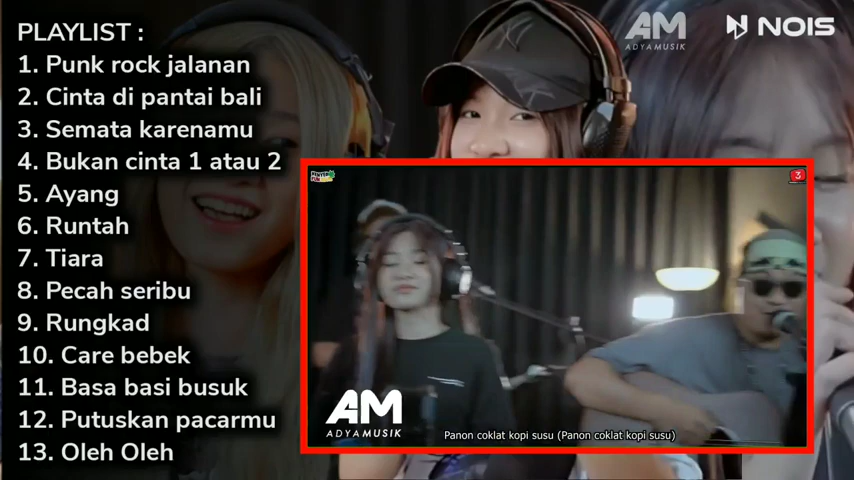 PLAYLIST :
1. Punk rock jalanan
2. Cinta di pantai bali
3. Semata karenamu
4. Bukan cinta 1 atau 2
5. Ayang
6. Runtah
7. Tiara
8. Pecah seribu
9. Rungkad
10. Care bebek
11. Basa basi busuk
12. Putuskan pacarmu
13. Oleh Oleh
AM
ADYAMUSIK
NOIS
3
AM
ADYAMUSIK
Panon coklat kopi susu (Panon coklat kopi susu)